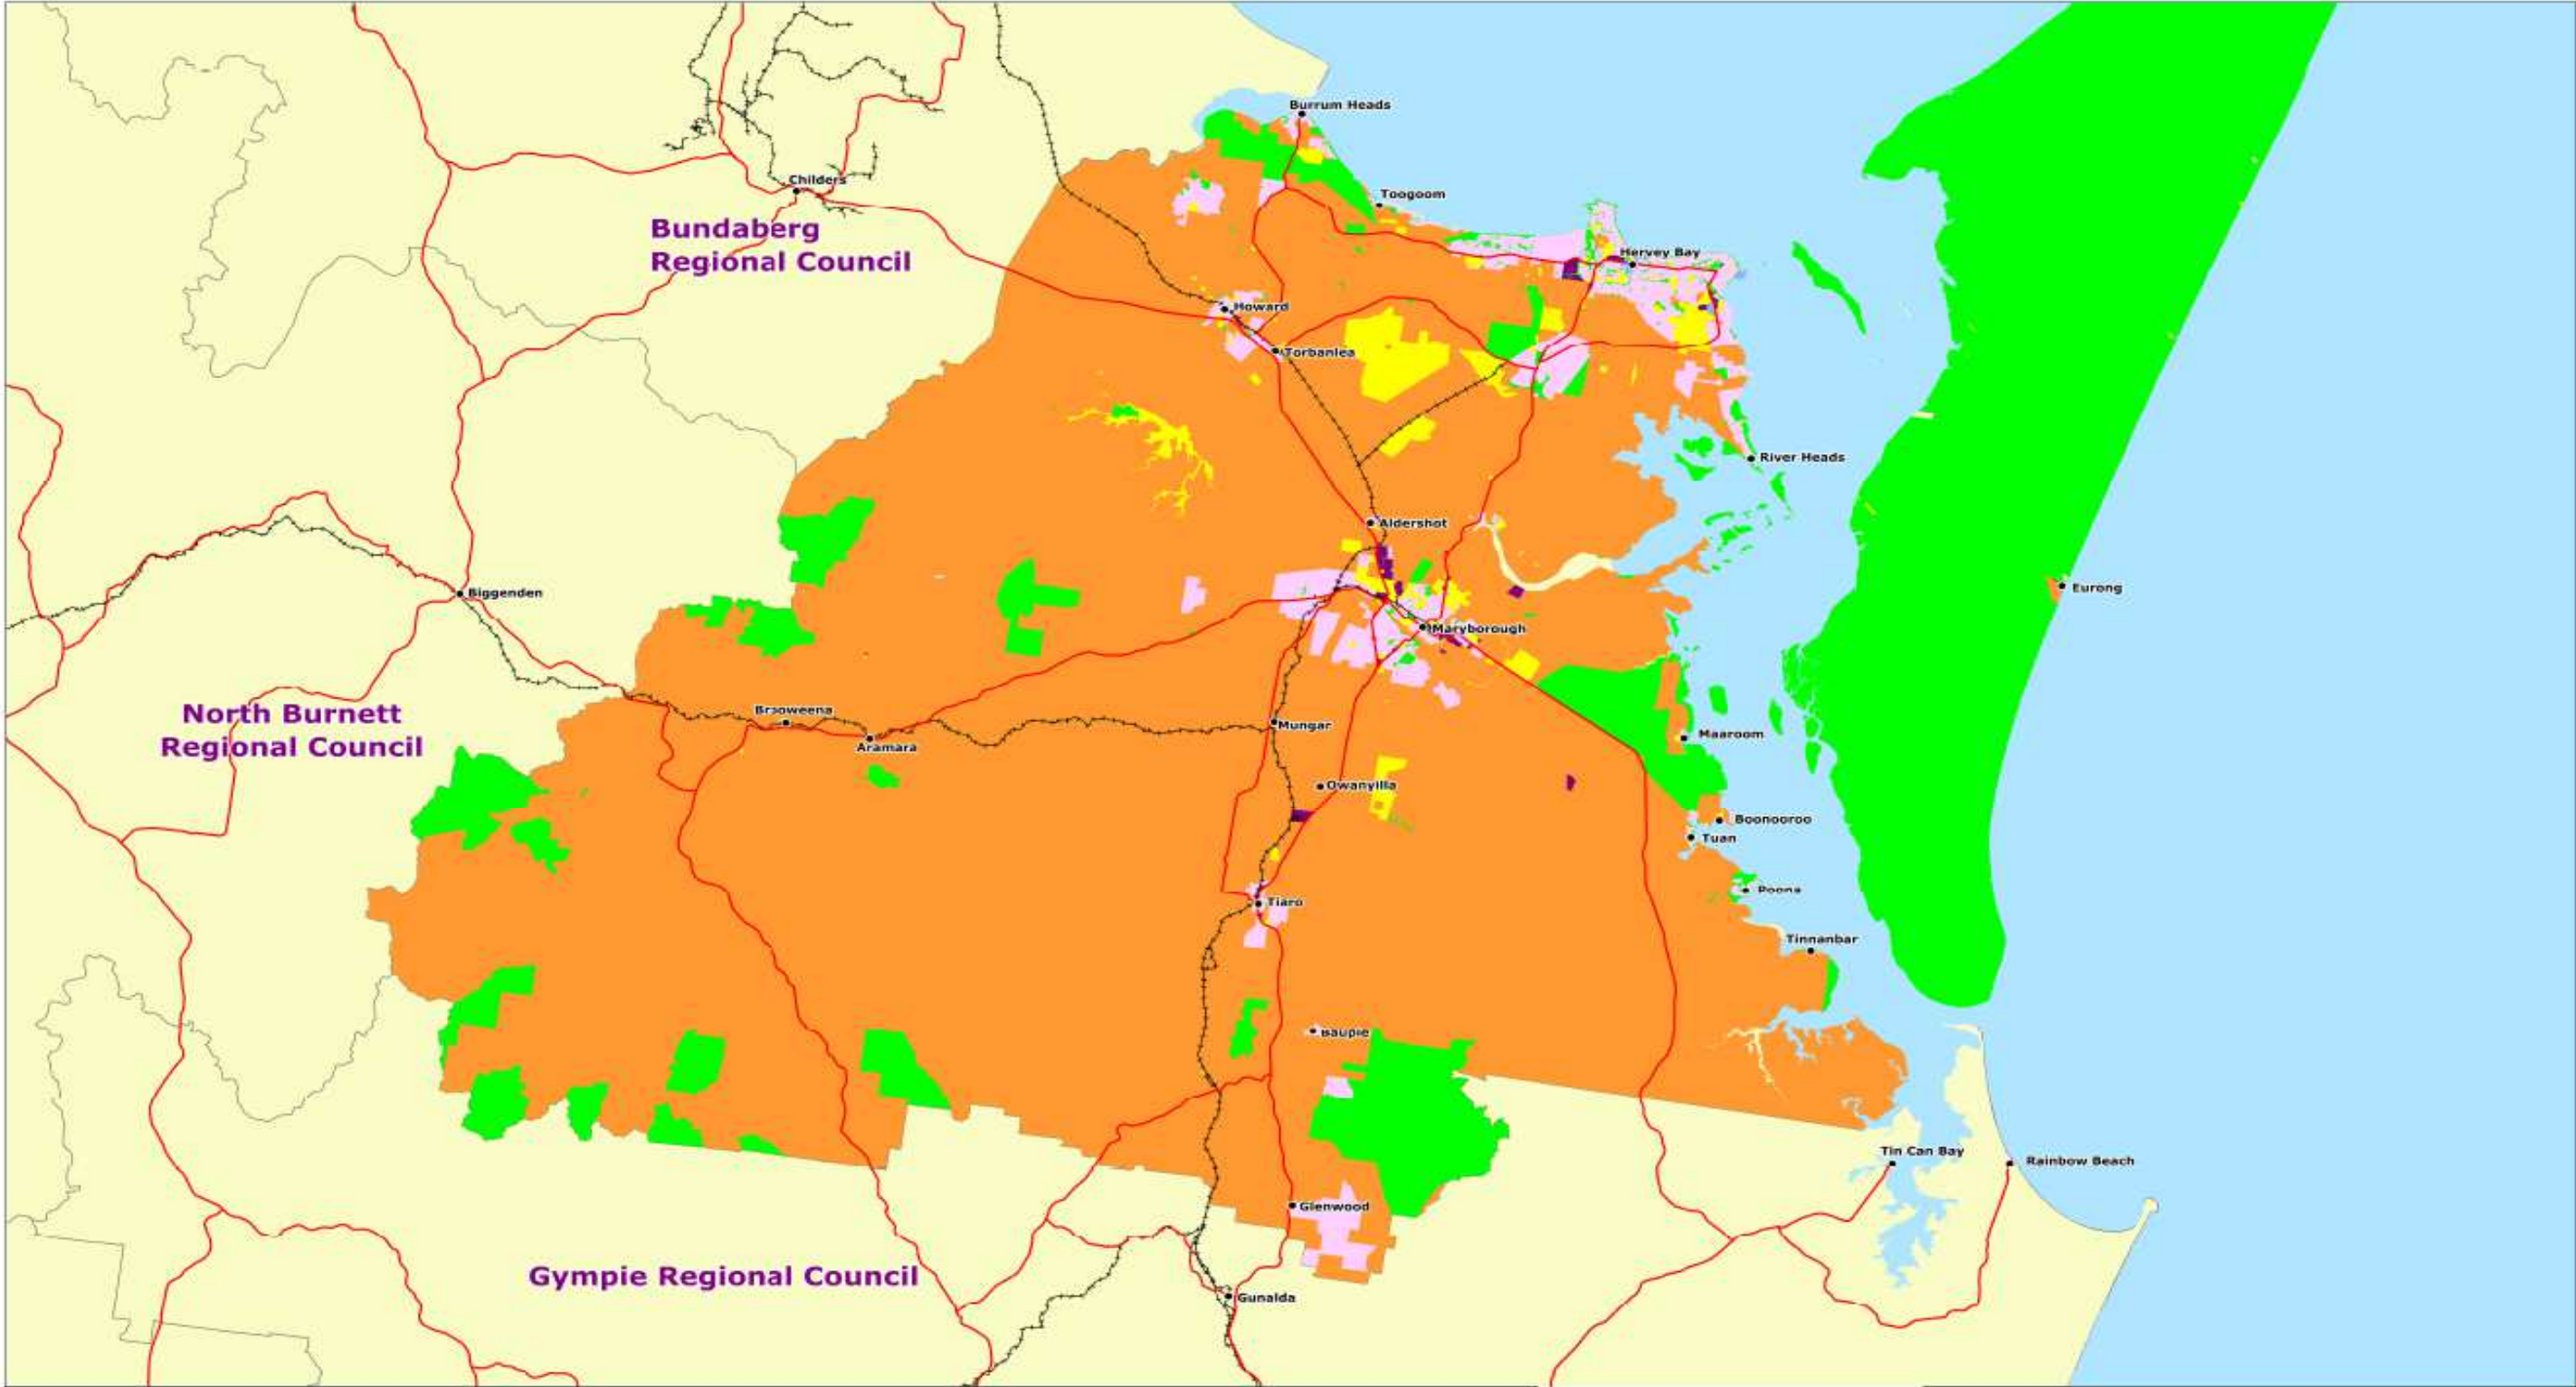 Burrum Heads
Childers
Toogoom
Bundaberg
Regional Council
Hervey Bay
Howard
Torbanlea
River Heads
Aldershot
Biggenden
Eurong
Maryborough
North Burnett
Regional Council
Brooweena
Mungar
Maaroom
Aramara
Owanyilla
Boonooroo
Tuan
Poona
Tiaro
Tinnanbar
Bauple
Tin Can Bay
Rainbow Beach
Glenwood
Gympie Regional Council
Gunalda